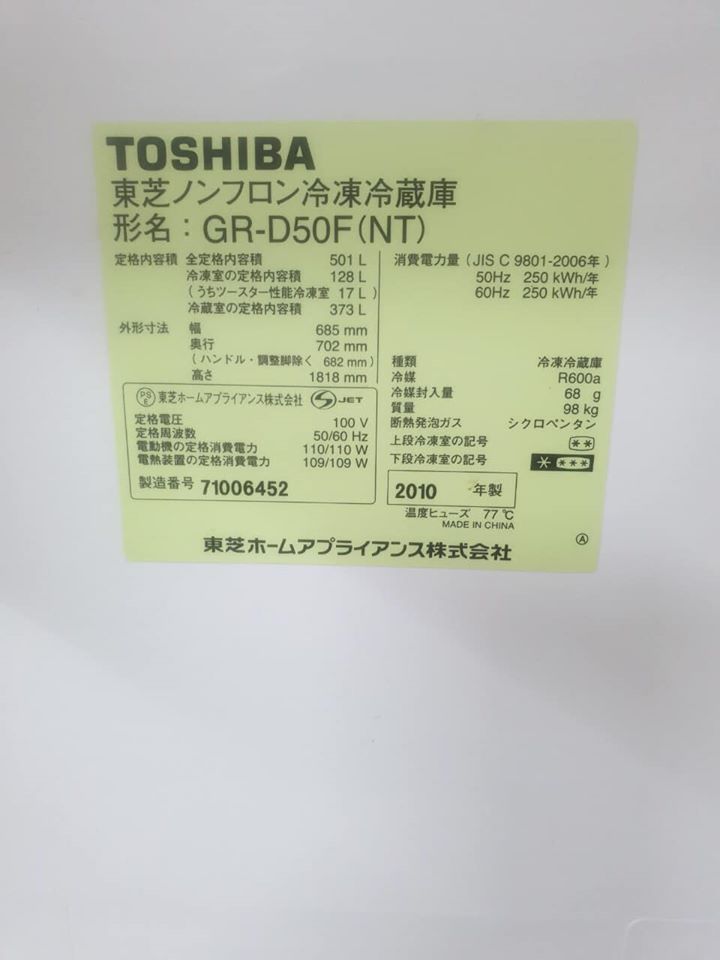 TOSHIBA
東芝ノンフロン冷凍冷蔵庫
形名：GR-D50F(NT)
定格内容積 全定格内容積 501 L
冷凍室の定格内容積 128 L
(うちツースター性能冷凍室 17 L)
冷蔵室の定格内容積 373 L
外形寸法 幅 685 mm
奥行 702 mm
(ハンドル・調整脚除く 682 mm)
高さ 1818 mm
PS E 東芝ホームアプライアンス株式会社 S JET
定格電圧 100 V
定格周波数 50/60 Hz
電動機の定格消費電力 110/110 W
電熱装置の定格消費電力 109/109 W
製造番号 71006452
消費電力量 (JIS C 9801-2006年)
50Hz 250 kWh/年
60Hz 250 kWh/年
種類 冷凍冷蔵庫
冷媒 R600a
冷媒封入量 68 g
質量 98 kg
断熱発泡ガス シクロペンタン
上段冷凍室の記号 **
下段冷凍室の記号 * ***
2010 年製
温度ヒューズ 77℃
MADE IN CHINA
東芝ホームアプライアンス株式会社 Ⓐ